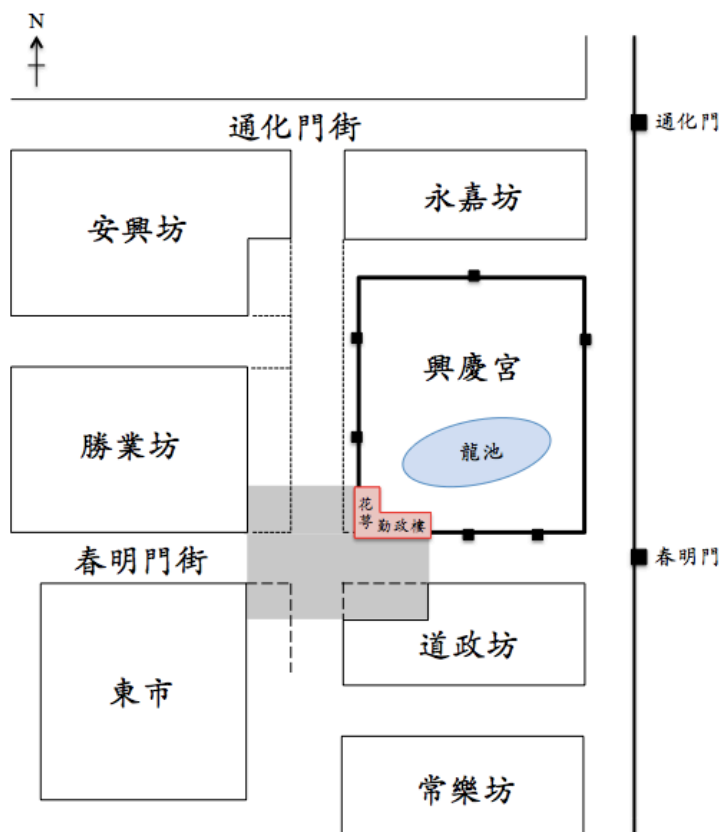 N
通化門街
通化門
安興坊
永嘉坊
興慶宮
勝業坊
龍池
花萼
勤政樓
春明門街
春明門
道政坊
東市
常樂坊